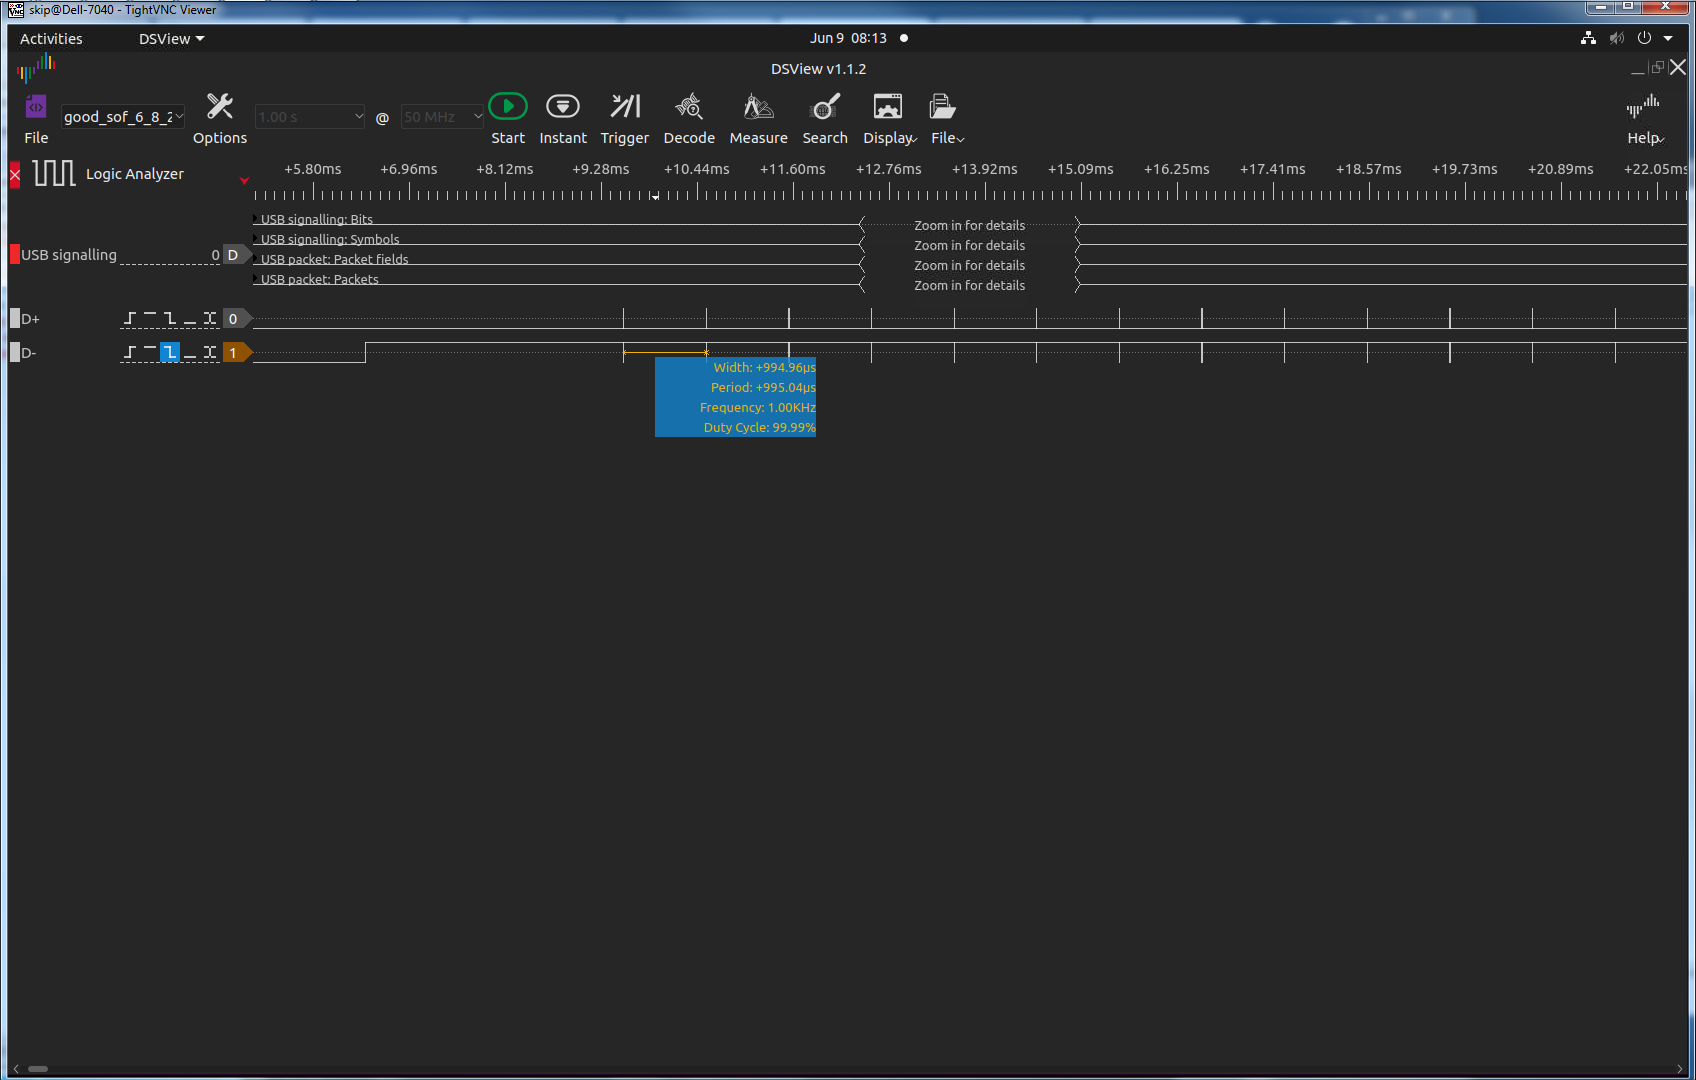 skip@Dell-7040 - TightVNC Viewer
Activities DSView Jun 9 08:13
DSView v1.1.2
good_sof_6_8_2 1.00 s @ 50 MHz
File Options Start Instant Trigger Decode Measure Search Display File Help
Logic Analyzer +5.80ms +6.96ms +8.12ms +9.28ms +10.44ms +11.60ms +12.76ms +13.92ms +15.09ms +16.25ms +17.41ms +18.57ms +19.73ms +20.89ms +22.05ms
USB signalling: Bits Zoom in for details
USB signalling: Symbols Zoom in for details
USB signalling 0 D
USB packet: Packet fields Zoom in for details
USB packet: Packets Zoom in for details
D+ 0
D- 1
Width: +994.96µs
Period: +995.04µs
Frequency: 1.00KHz
Duty Cycle: 99.99%